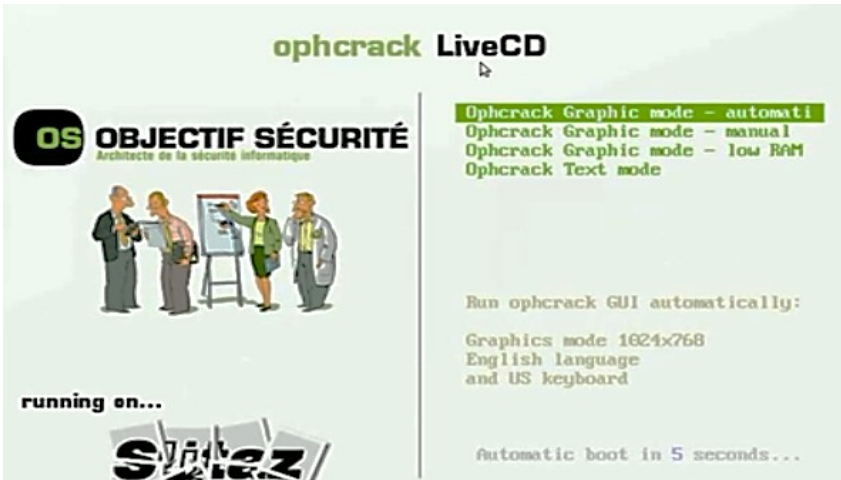 ophcrack LiveCD
OS OBJECTIF SÉCURITÉ
Architecte de la sécurité informatique
running on...
Slitaz
Ophcrack Graphic mode - automati
Ophcrack Graphic mode - manual
Ophcrack Graphic mode - low RAM
Ophcrack Text mode
Run ophcrack GUI automatically:
Graphics mode 1024x768
English language
and US keyboard
Automatic boot in 5 seconds...